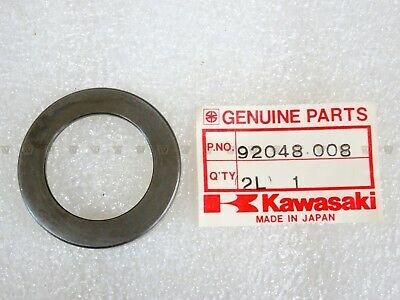 GENUINE PARTS
P.NO. 92048-008
Q'TY 2L 1
Kawasaki
MADE IN JAPAN